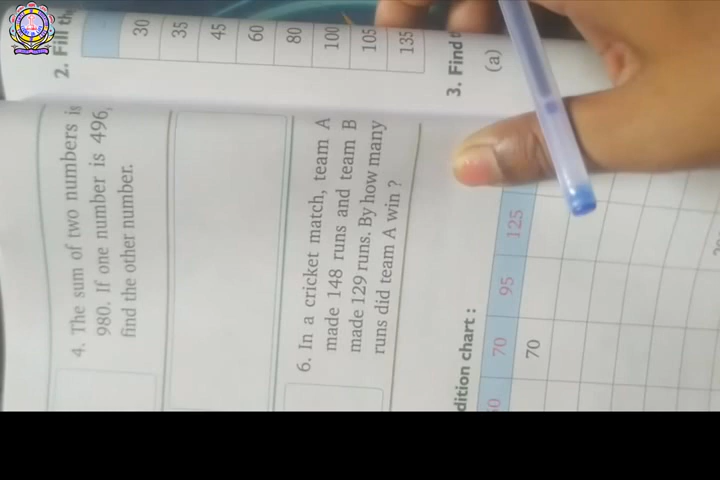 4. The sum of two numbers is
980. If one number is 496,
find the other number.
6. In a cricket match, team A
made 148 runs and team B
made 129 runs. By how many
runs did team A win ?
dition chart :
70 95 125
70
2. Fill th
30
35
45
60
80
100
105
135
3. Find
(a)